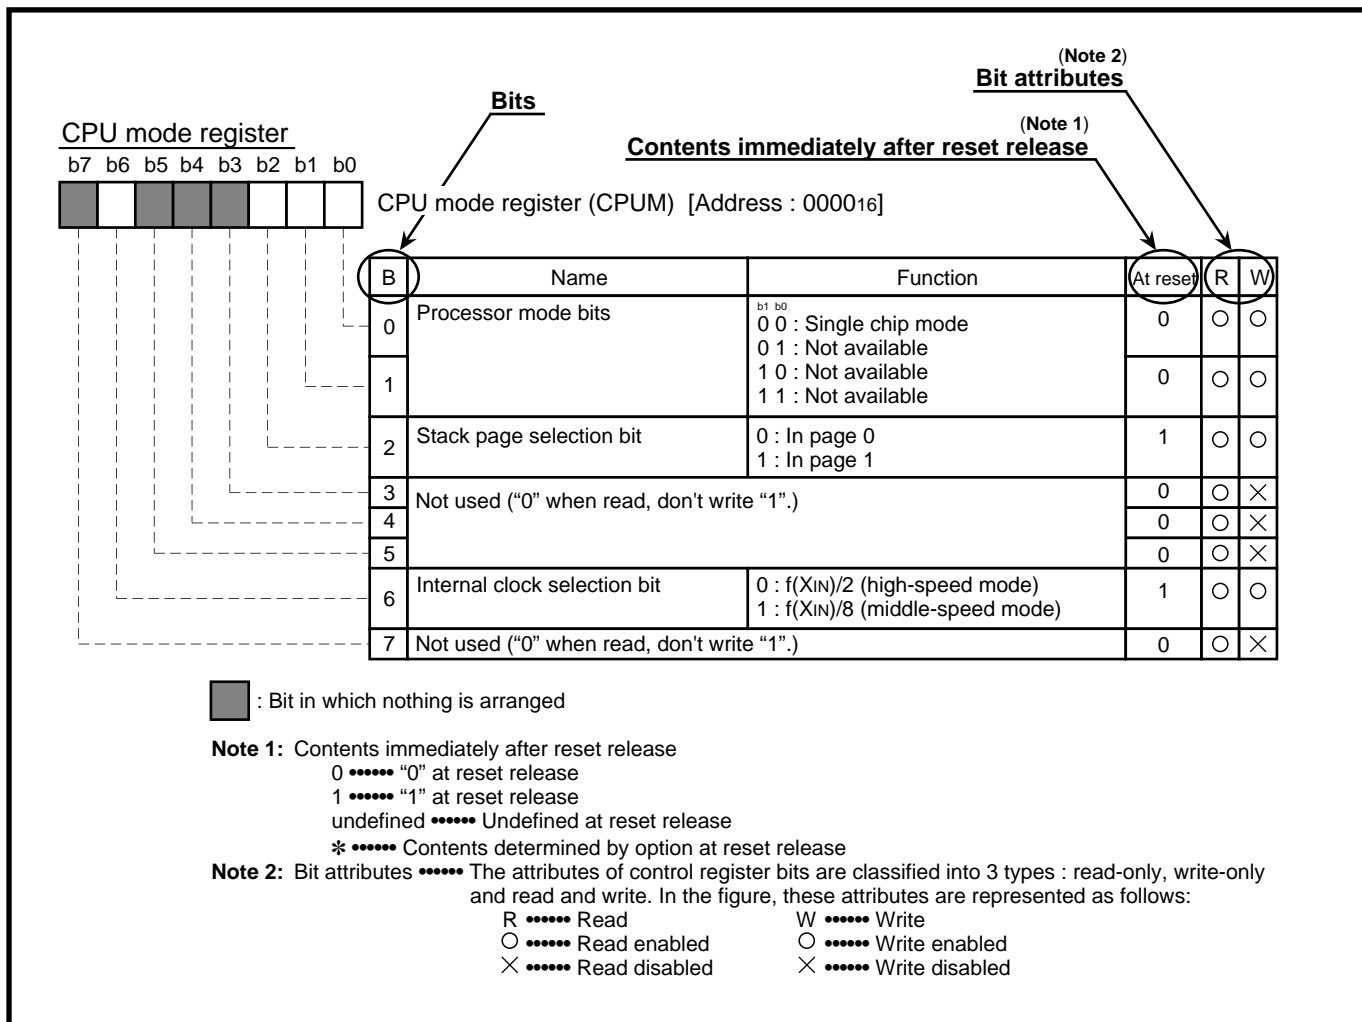 (Note 2)
Bit attributes
Bits
(Note 1)
Contents immediately after reset release
CPU mode register
b7 b6 b5 b4 b3 b2 b1 b0
CPU mode register (CPUM) [Address : 000016]
B Name Function At reset R W
0 Processor mode bits b1 b0
0 0 : Single chip mode 0 ○ ○
0 1 : Not available
1 1 0 : Not available 0 ○ ○
1 1 : Not available
2 Stack page selection bit 0 : In page 0 1 ○ ○
1 : In page 1
3 Not used (“0” when read, don't write “1”.) 0 ○ ×
4 0 ○ ×
5 0 ○ ×
6 Internal clock selection bit 0 : f(XIN)/2 (high-speed mode) 1 ○ ○
1 : f(XIN)/8 (middle-speed mode)
7 Not used (“0” when read, don't write “1”.) 0 ○ ×
: Bit in which nothing is arranged
Note 1: Contents immediately after reset release
0 •••••• “0” at reset release
1 •••••• “1” at reset release
undefined •••••• Undefined at reset release
✻ •••••• Contents determined by option at reset release
Note 2: Bit attributes •••••• The attributes of control register bits are classified into 3 types : read-only, write-only
and read and write. In the figure, these attributes are represented as follows:
R •••••• Read W •••••• Write
○ •••••• Read enabled ○ •••••• Write enabled
× •••••• Read disabled × •••••• Write disabled